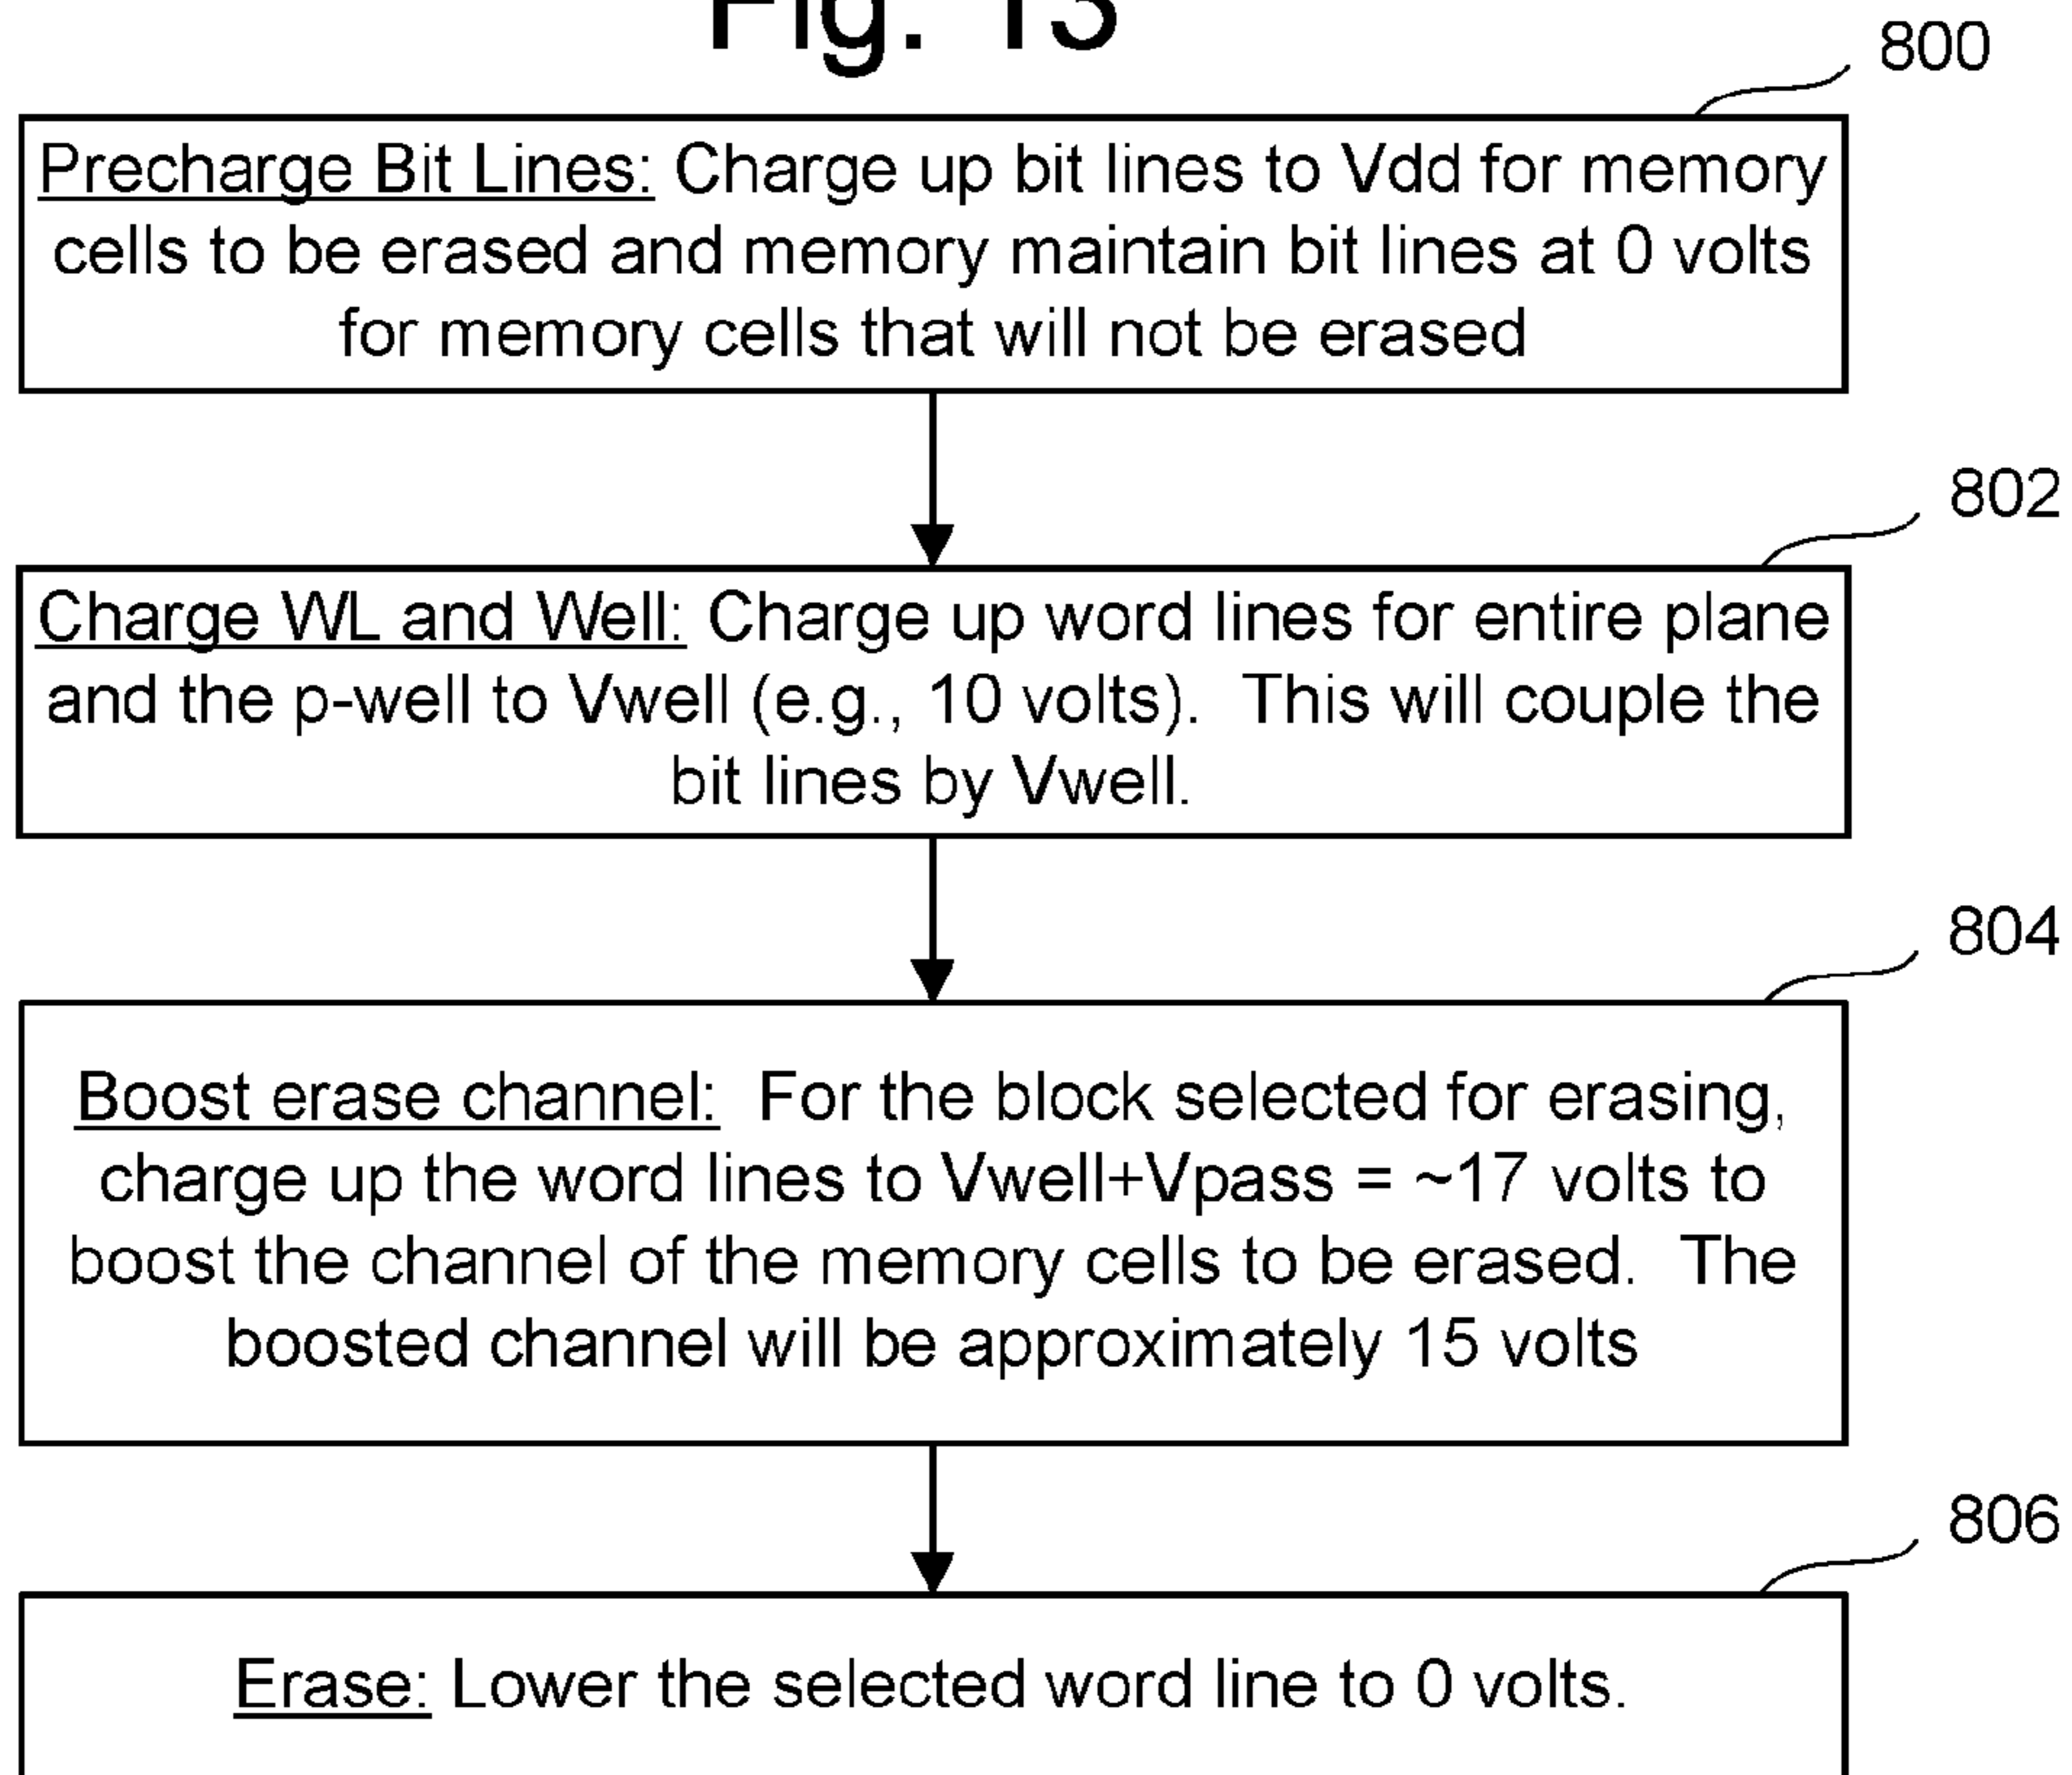 Fig. 13
800
Precharge Bit Lines: Charge up bit lines to Vdd for memory
cells to be erased and memory maintain bit lines at 0 volts
for memory cells that will not be erased
802
Charge WL and Well: Charge up word lines for entire plane
and the p-well to Vwell (e.g., 10 volts). This will couple the
bit lines by Vwell.
804
Boost erase channel: For the block selected for erasing,
charge up the word lines to Vwell+Vpass = ~17 volts to
boost the channel of the memory cells to be erased. The
boosted channel will be approximately 15 volts
806
Erase: Lower the selected word line to 0 volts.